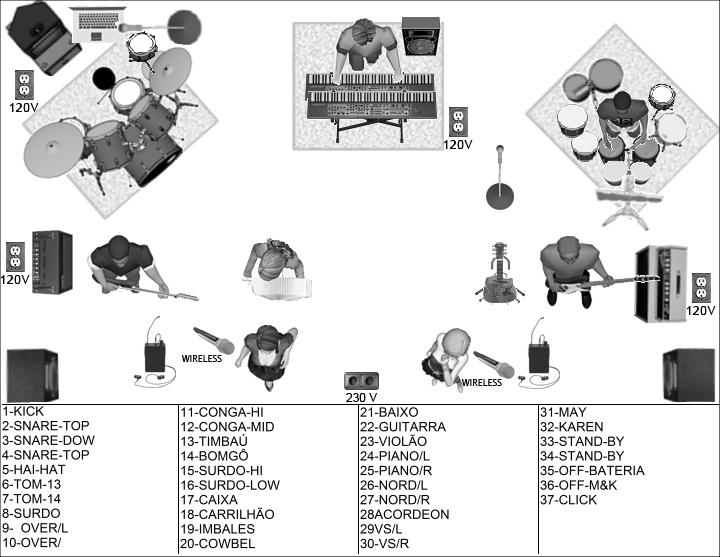 120V
120V
120V
120V
WIRELESS
WIRELESS
230 V
1-KICK
2-SNARE-TOP
3-SNARE-DOW
4-SNARE-TOP
5-HAI-HAT
6-TOM-13
7-TOM-14
8-SURDO
9- OVER/L
10-OVER/
11-CONGA-HI
12-CONGA-MID
13-TIMBAÚ
14-BOMGÔ
15-SURDO-HI
16-SURDO-LOW
17-CAIXA
18-CARRILHÃO
19-IMBALES
20-COWBEL
21-BAIXO
22-GUITARRA
23-VIOLÃO
24-PIANO/L
25-PIANO/R
26-NORD/L
27-NORD/R
28ACORDEON
29VS/L
30-VS/R
31-MAY
32-KAREN
33-STAND-BY
34-STAND-BY
35-OFF-BATERIA
36-OFF-M&K
37-CLICK